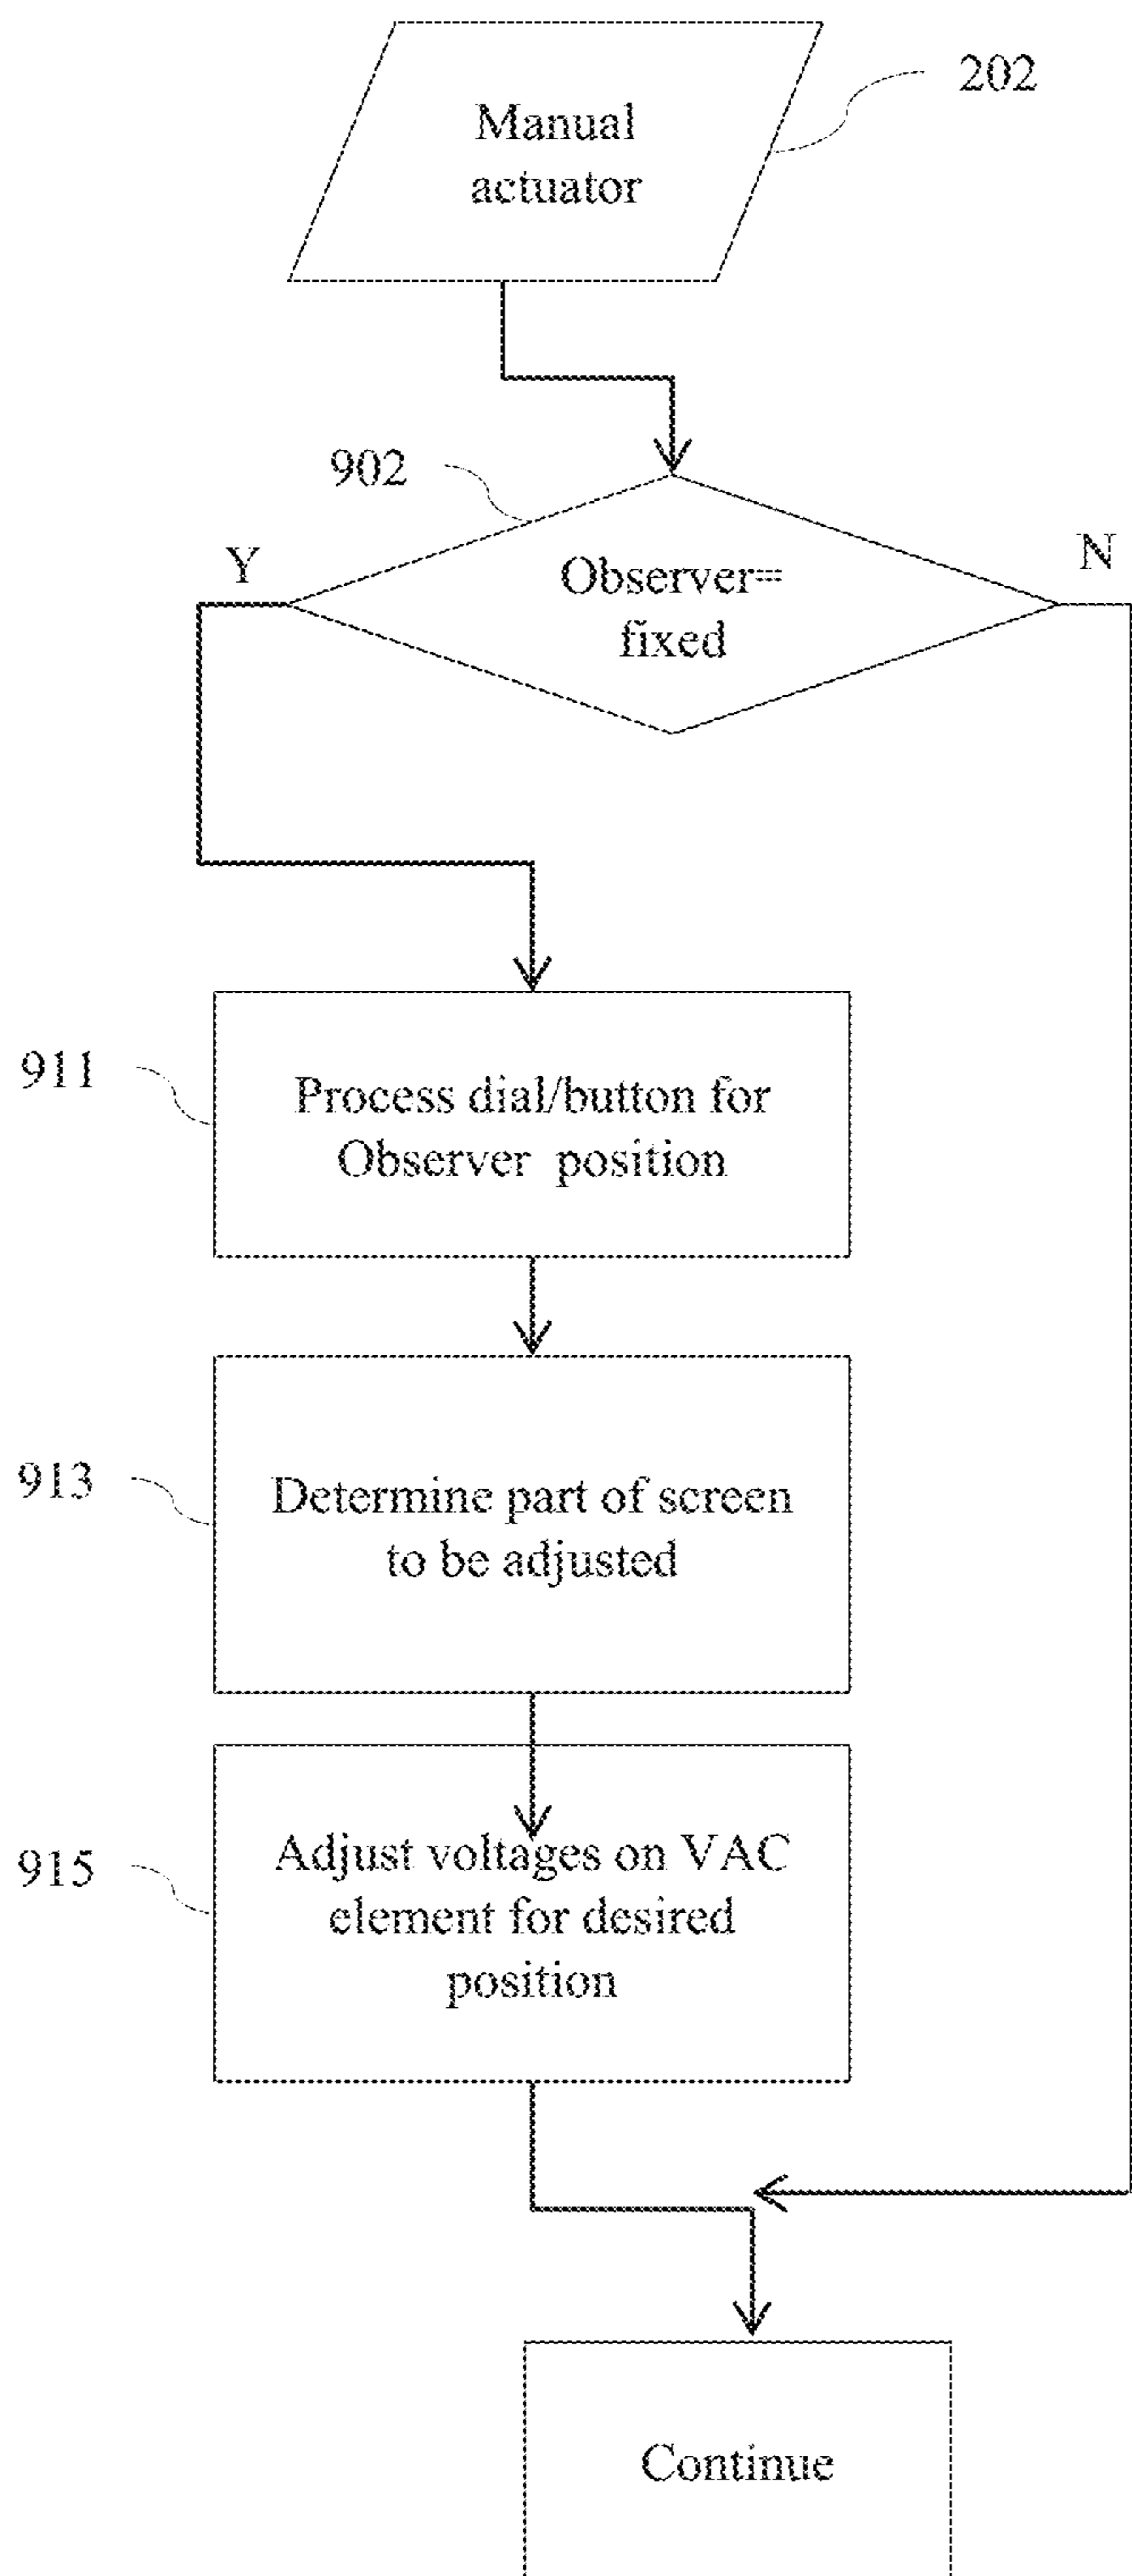 Manual
actuator
202
902
Y
N
Observer=
fixed
911
Process dial/button for
Observer position
913
Determine part of screen
to be adjusted
915
Adjust voltages on VAC
element for desired
position
Continue